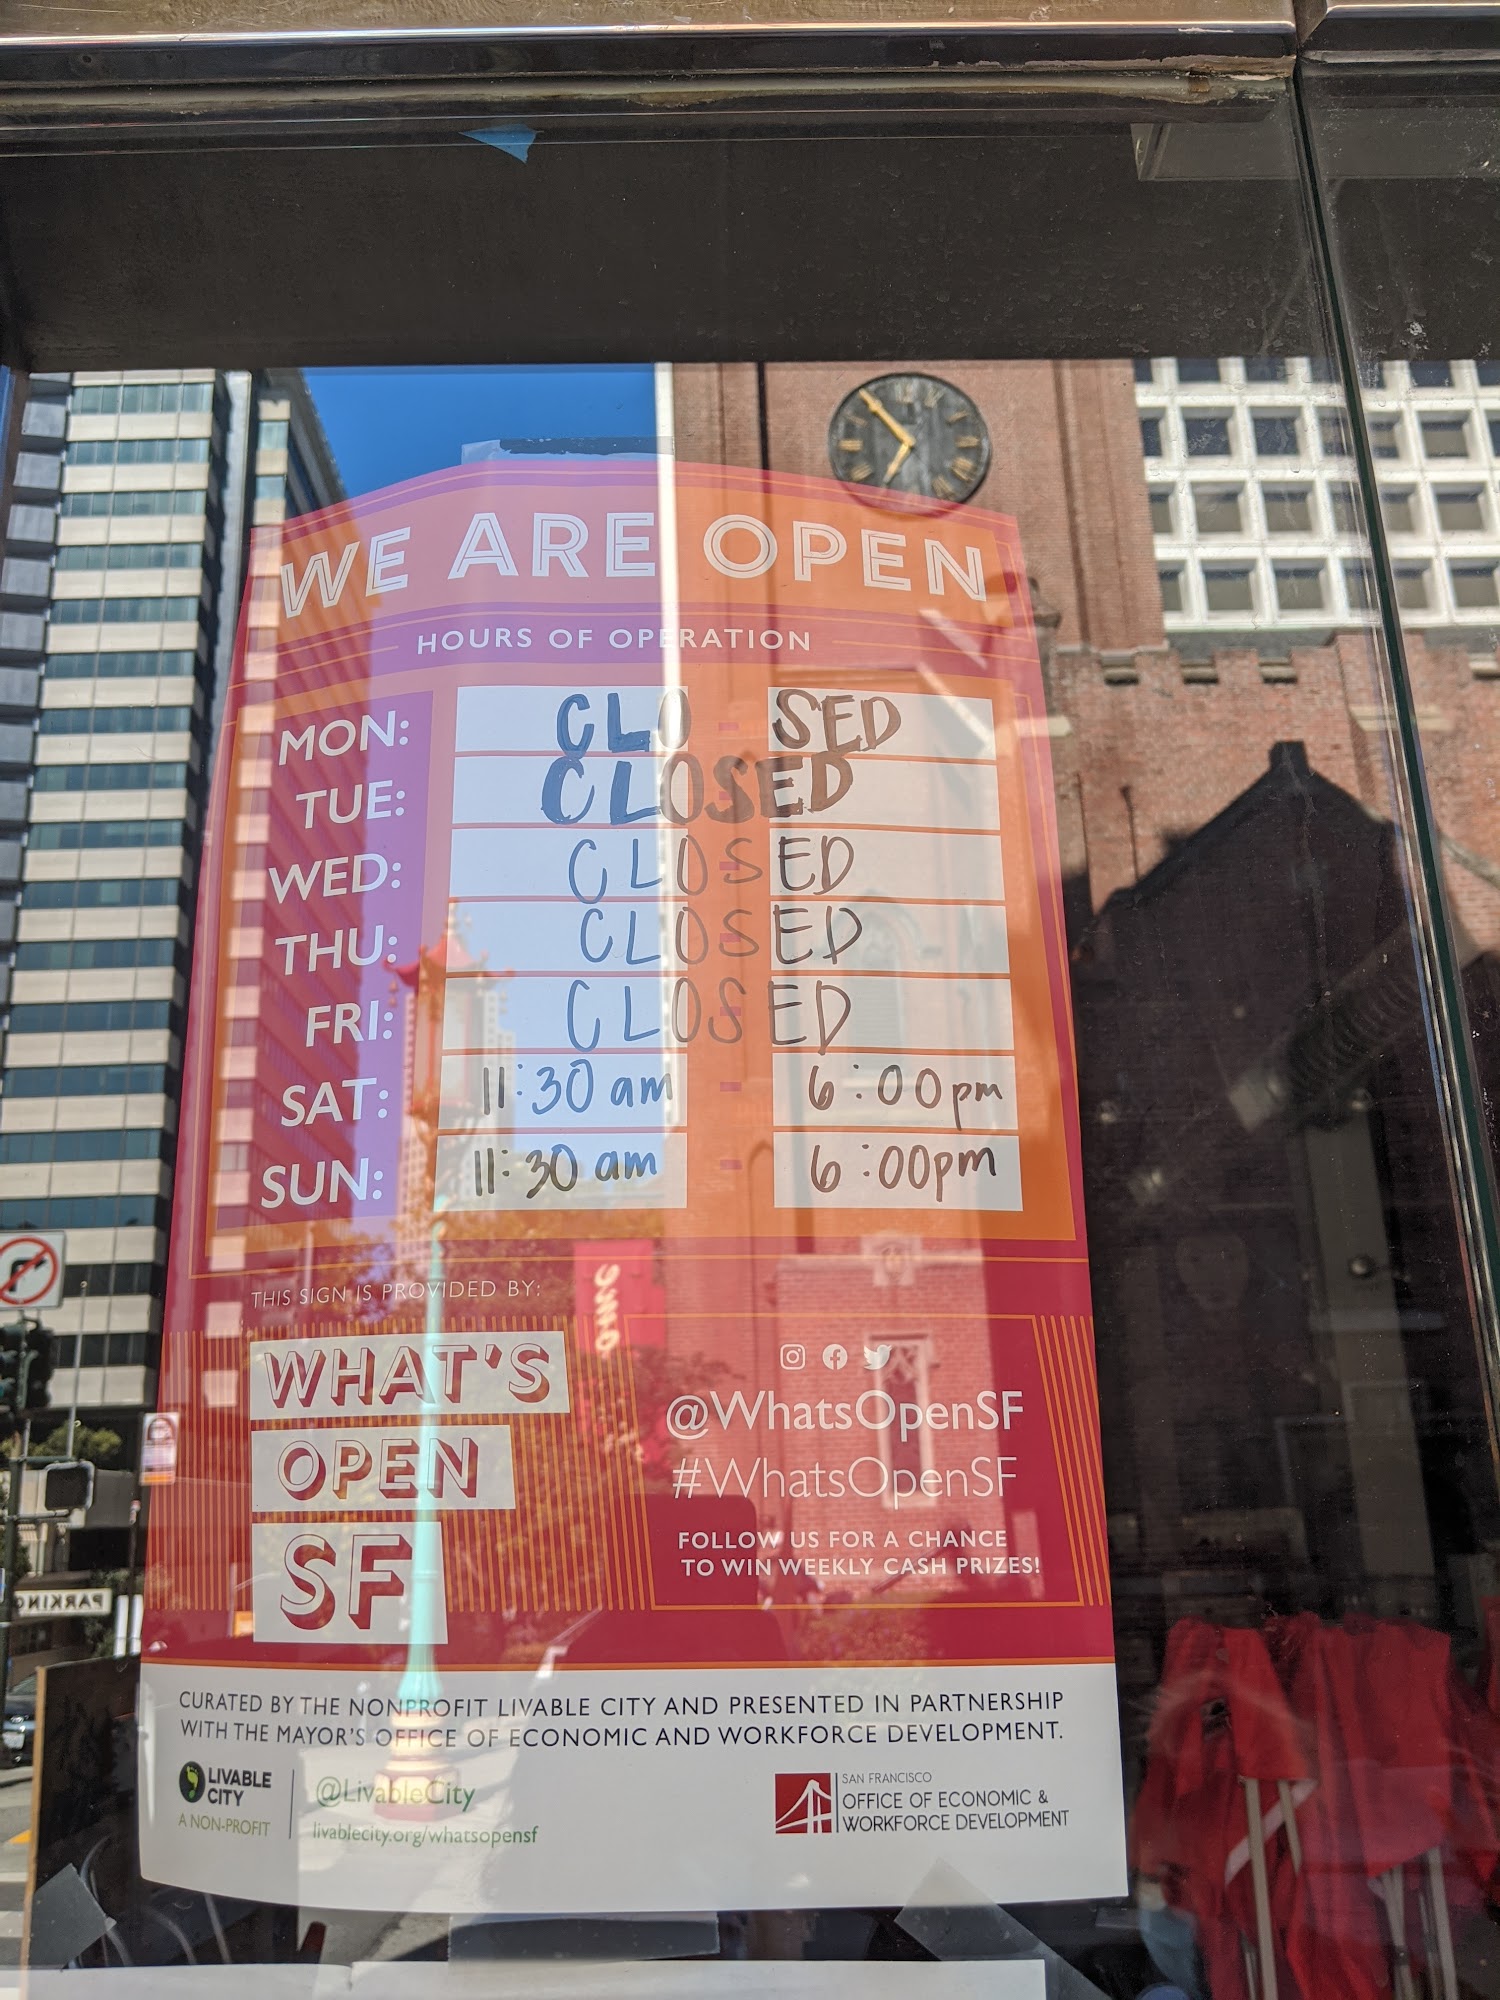 WE ARE OPEN
HOURS OF OPERATION
MON: CLO - SED
TUE: CLOSED
WED: CLOSED
THU: CLOSED
FRI: CLOSED
SAT: 11:30 am - 6:00pm
SUN: 11:30 am - 6:00pm
THIS SIGN IS PROVIDED BY:
WHAT'S
OPEN
SF
@WhatsOpenSF
#WhatsOpenSF
FOLLOW US FOR A CHANCE
TO WIN WEEKLY CASH PRIZES!
CURATED BY THE NONPROFIT LIVABLE CITY AND PRESENTED IN PARTNERSHIP
WITH THE MAYOR'S OFFICE OF ECONOMIC AND WORKFORCE DEVELOPMENT.
LIVABLE
CITY
A NON-PROFIT
@LivableCity
livablecity.org/whatsopensf
SAN FRANCISCO
OFFICE OF ECONOMIC &
WORKFORCE DEVELOPMENT
PARKING